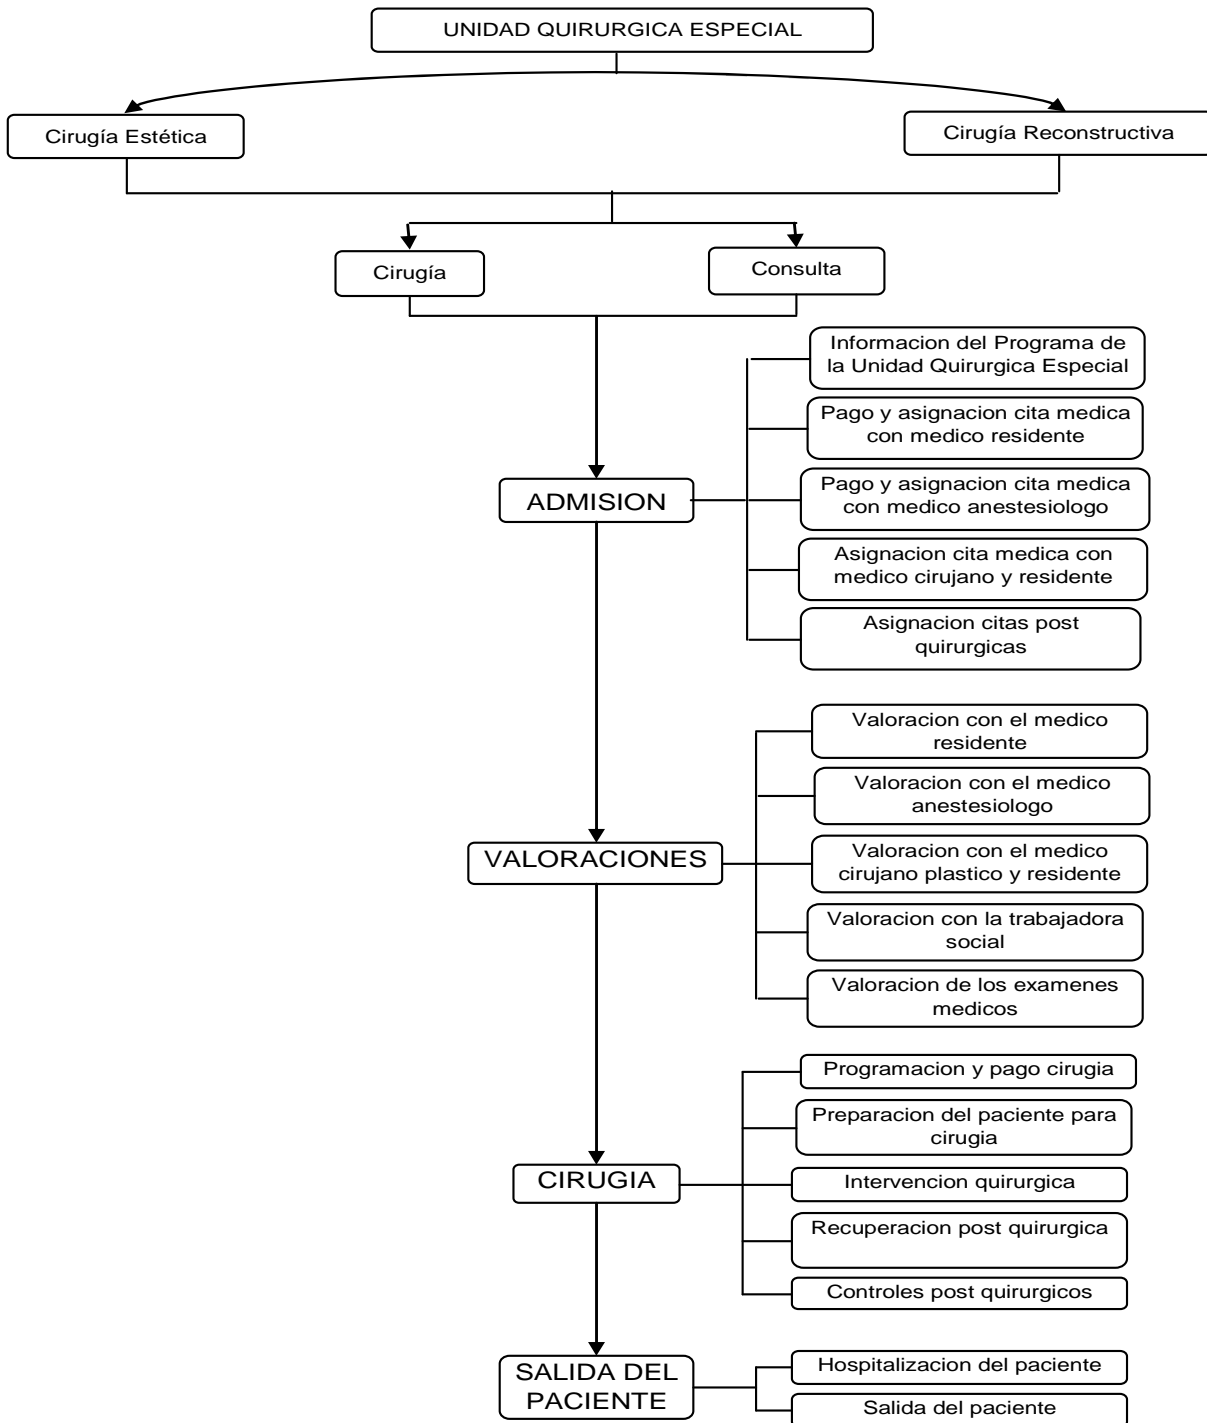 UNIDAD QUIRURGICA ESPECIAL
Cirugía Estética
Cirugía Reconstructiva
Cirugía
Consulta
Informacion del Programa de
la Unidad Quirurgica Especial
Pago y asignacion cita medica
con medico residente
ADMISION
Pago y asignacion cita medica
con medico anestesiologo
Asignacion cita medica con
medico cirujano y residente
Asignacion citas post
quirurgicas
Valoracion con el medico
residente
Valoracion con el medico
anestesiologo
VALORACIONES
Valoracion con el medico
cirujano plastico y residente
Valoracion con la trabajadora
social
Valoracion de los examenes
medicos
Programacion y pago cirugia
Preparacion del paciente para
cirugia
CIRUGIA
Intervencion quirurgica
Recuperacion post quirurgica
Controles post quirurgicos
SALIDA DEL
PACIENTE
Hospitalizacion del paciente
Salida del paciente